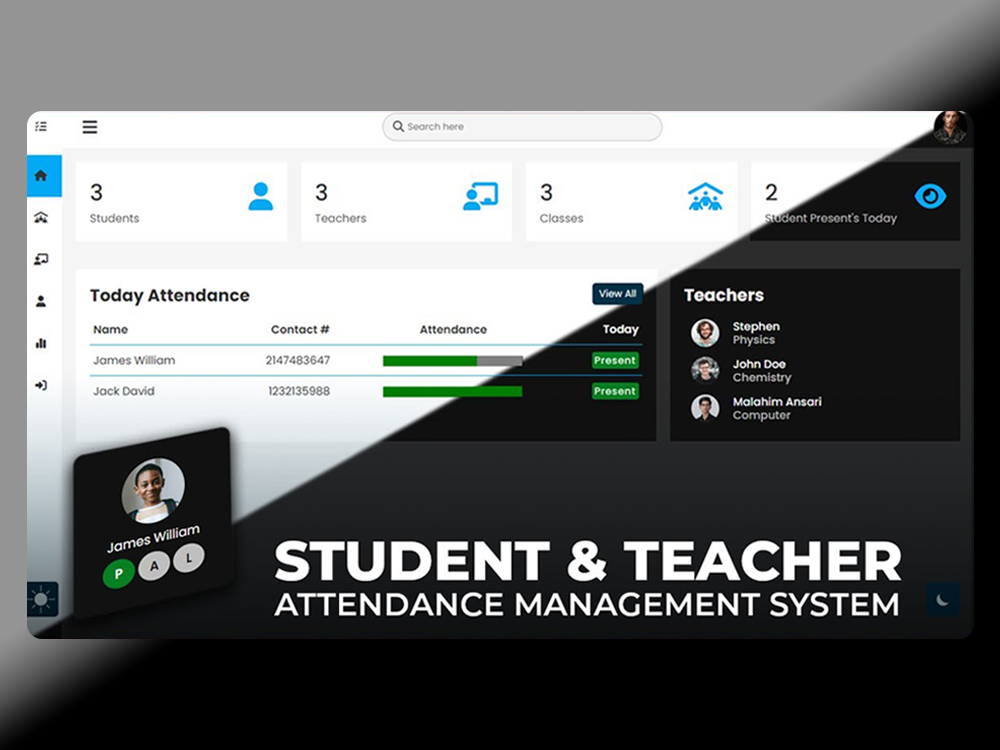 Search here
3
Students
3
Teachers
3
Classes
2
Student Present's Today
Today Attendance
View All
Name Contact # Attendance Today
James William 2147483647 Present
Jack David 1232135988 Present
Teachers
Stephen
Physics
John Doe
Chemistry
Malahim Ansari
Computer
James William
P A L
STUDENT & TEACHER
ATTENDANCE MANAGEMENT SYSTEM